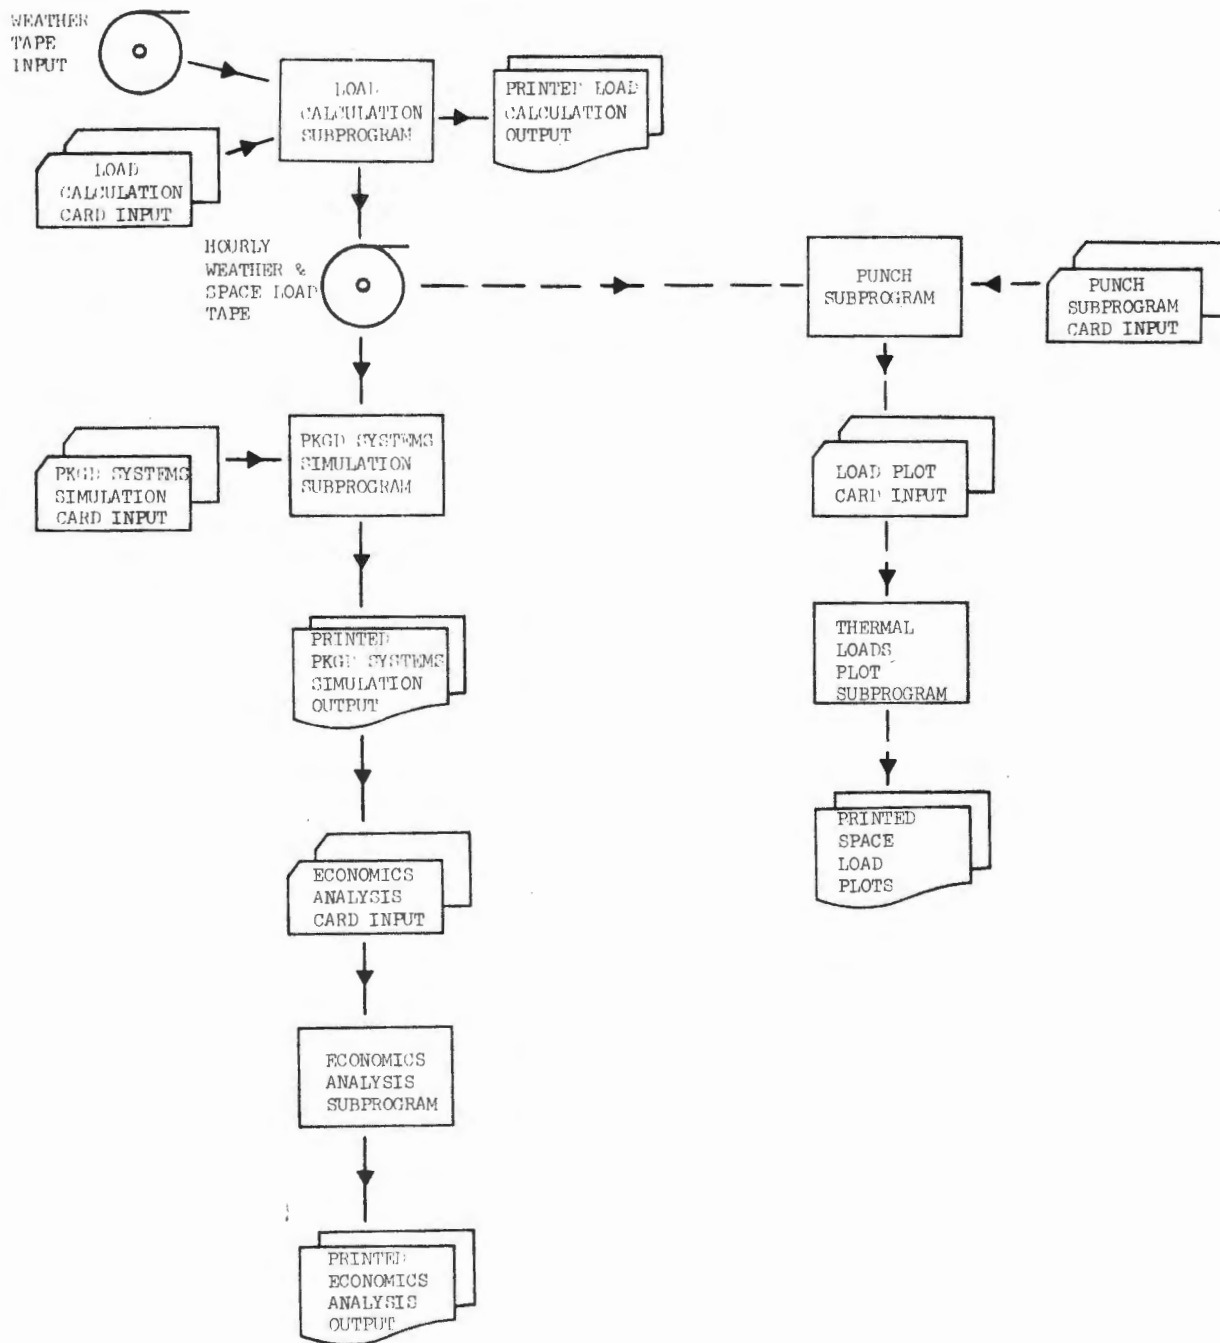 WEATHER
TAPE
INPUT
LOAD
CALCULATION
SUBPROGRAM
PRINTED LOAD
CALCULATION
OUTPUT
LOAD
CALCULATION
CARD INPUT
HOURLY
WEATHER &
SPACE LOAD
TAPE
PUNCH
SUBPROGRAM
PUNCH
SUBPROGRAM
CARD INPUT
PKGD SYSTEMS
SIMULATION
CARD INPUT
PKGD SYSTEMS
SIMULATION
SUBPROGRAM
LOAD PLOT
CARD INPUT
PRINTED
PKGD SYSTEMS
SIMULATION
OUTPUT
THERMAL
LOADS
PLOT
SUBPROGRAM
PRINTED
SPACE
LOAD
PLOTS
ECONOMICS
ANALYSIS
CARD INPUT
ECONOMICS
ANALYSIS
SUBPROGRAM
PRINTED
ECONOMICS
ANALYSIS
OUTPUT